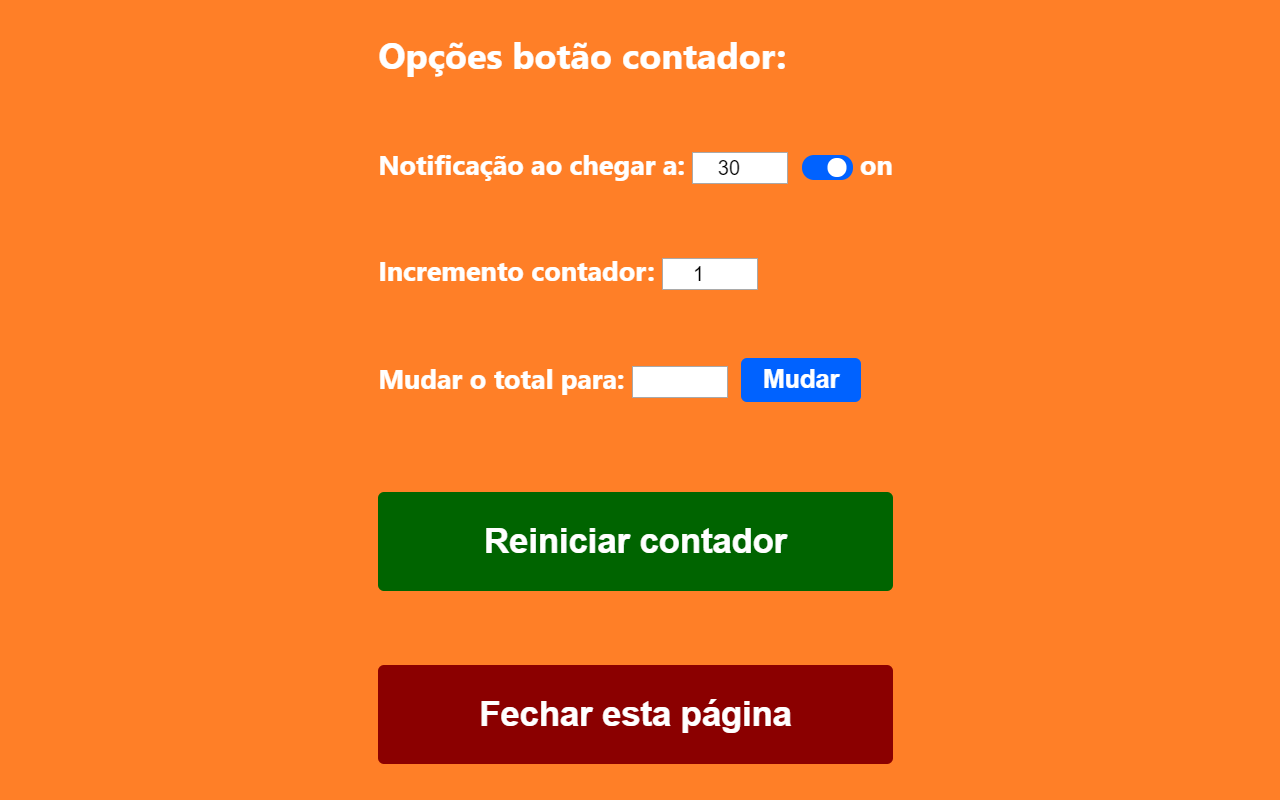 Opções botão contador:
Notificação ao chegar a: 30 on
Incremento contador: 1
Mudar o total para: Mudar
Reiniciar contador
Fechar esta página